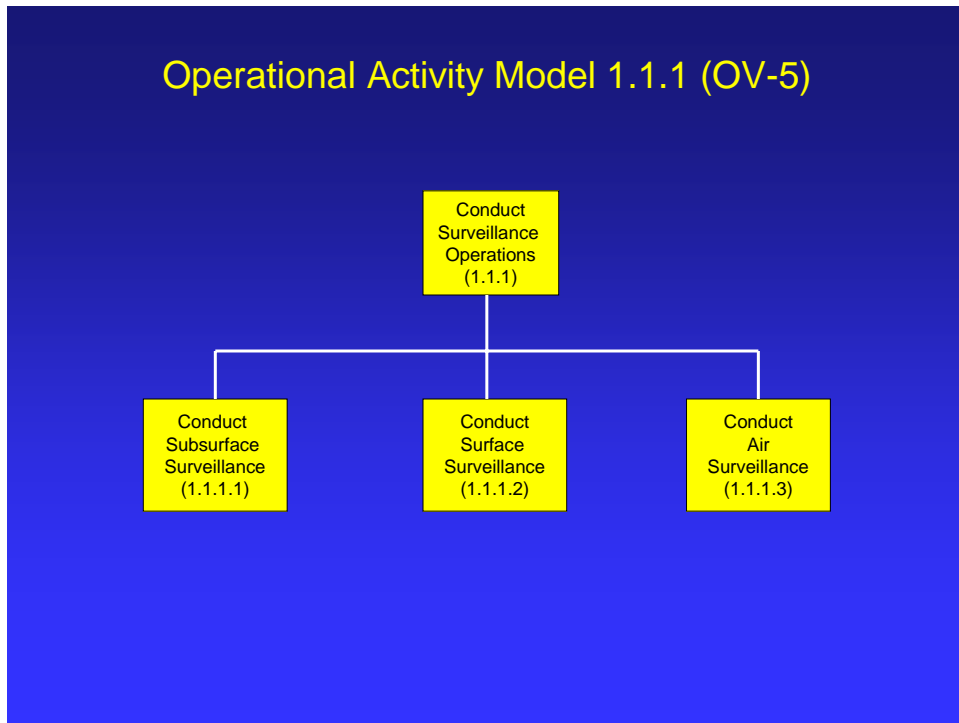 Operational Activity Model 1.1.1 (OV-5)
Conduct
Surveillance
Operations
(1.1.1)
Conduct
Subsurface
Surveillance
(1.1.1.1)
Conduct
Surface
Surveillance
(1.1.1.2)
Conduct
Air
Surveillance
(1.1.1.3)